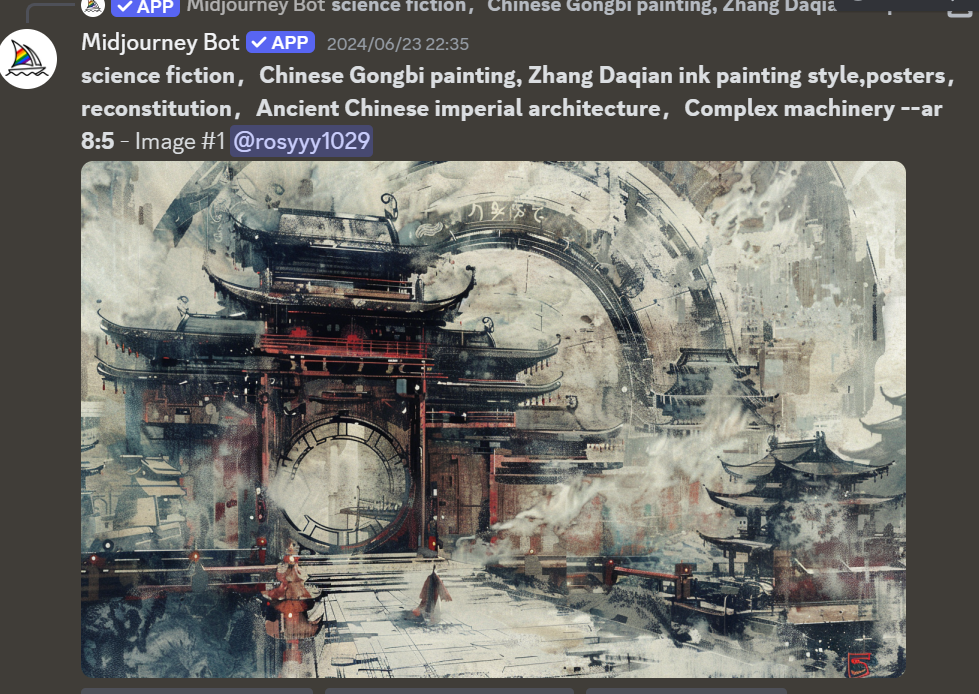 APP Midjourney Bot science fiction， Chinese Gongbi painting, Zhang Daqia
Midjourney Bot APP 2024/06/23 22:35
science fiction， Chinese Gongbi painting, Zhang Daqian ink painting style,posters，
reconstitution， Ancient Chinese imperial architecture， Complex machinery --ar
8:5 - Image #1 @rosyyy1029